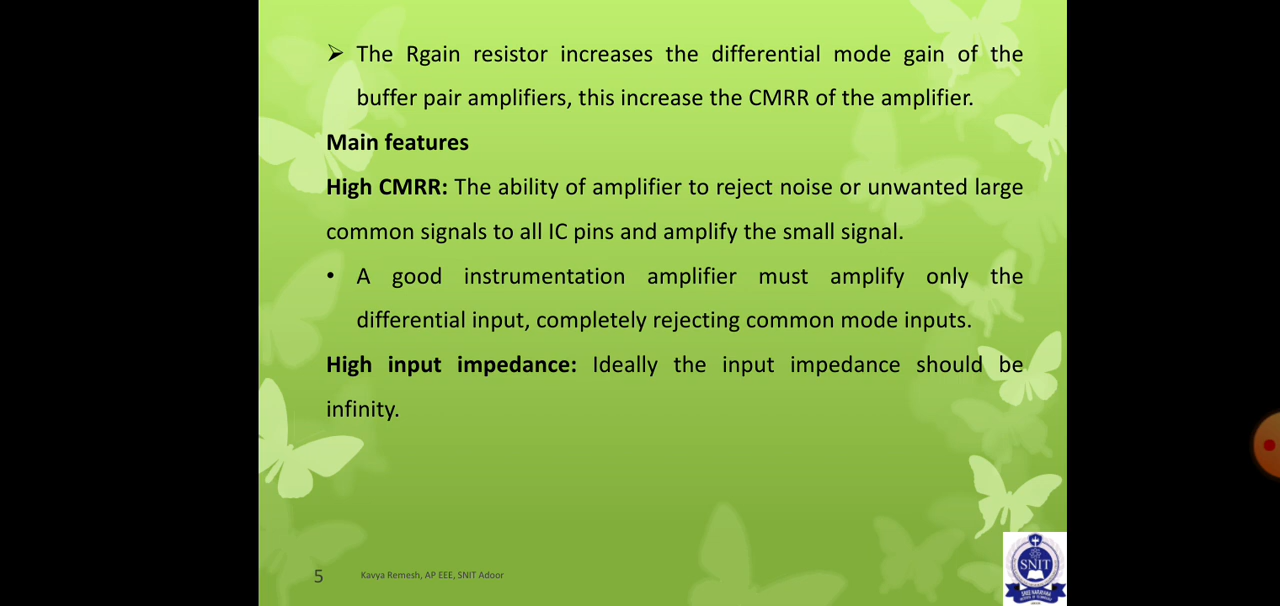 ➢ The Rgain resistor increases the differential mode gain of the
buffer pair amplifiers, this increase the CMRR of the amplifier.
Main features
High CMRR: The ability of amplifier to reject noise or unwanted large
common signals to all IC pins and amplify the small signal.
• A good instrumentation amplifier must amplify only the
differential input, completely rejecting common mode inputs.
High input impedance: Ideally the input impedance should be
infinity.
5
Kavya Remesh, AP EEE, SNIT Adoor
SNIT
SREE NARAYANA